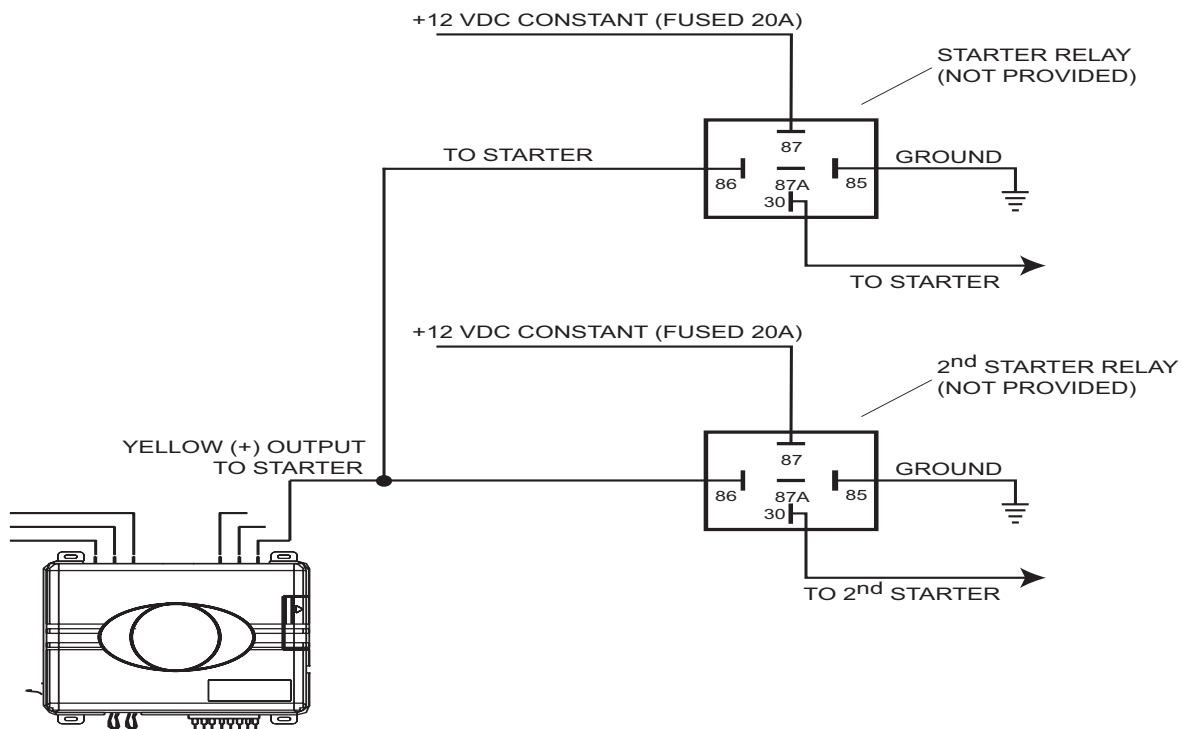 +12 VDC CONSTANT (FUSED 20A)
STARTER RELAY
(NOT PROVIDED)
87
TO STARTER
GROUND
86
87A
85
30
TO STARTER
+12 VDC CONSTANT (FUSED 20A)
2nd STARTER RELAY
(NOT PROVIDED)
YELLOW (+) OUTPUT
TO STARTER
87
GROUND
86
87A
85
30
TO 2nd STARTER